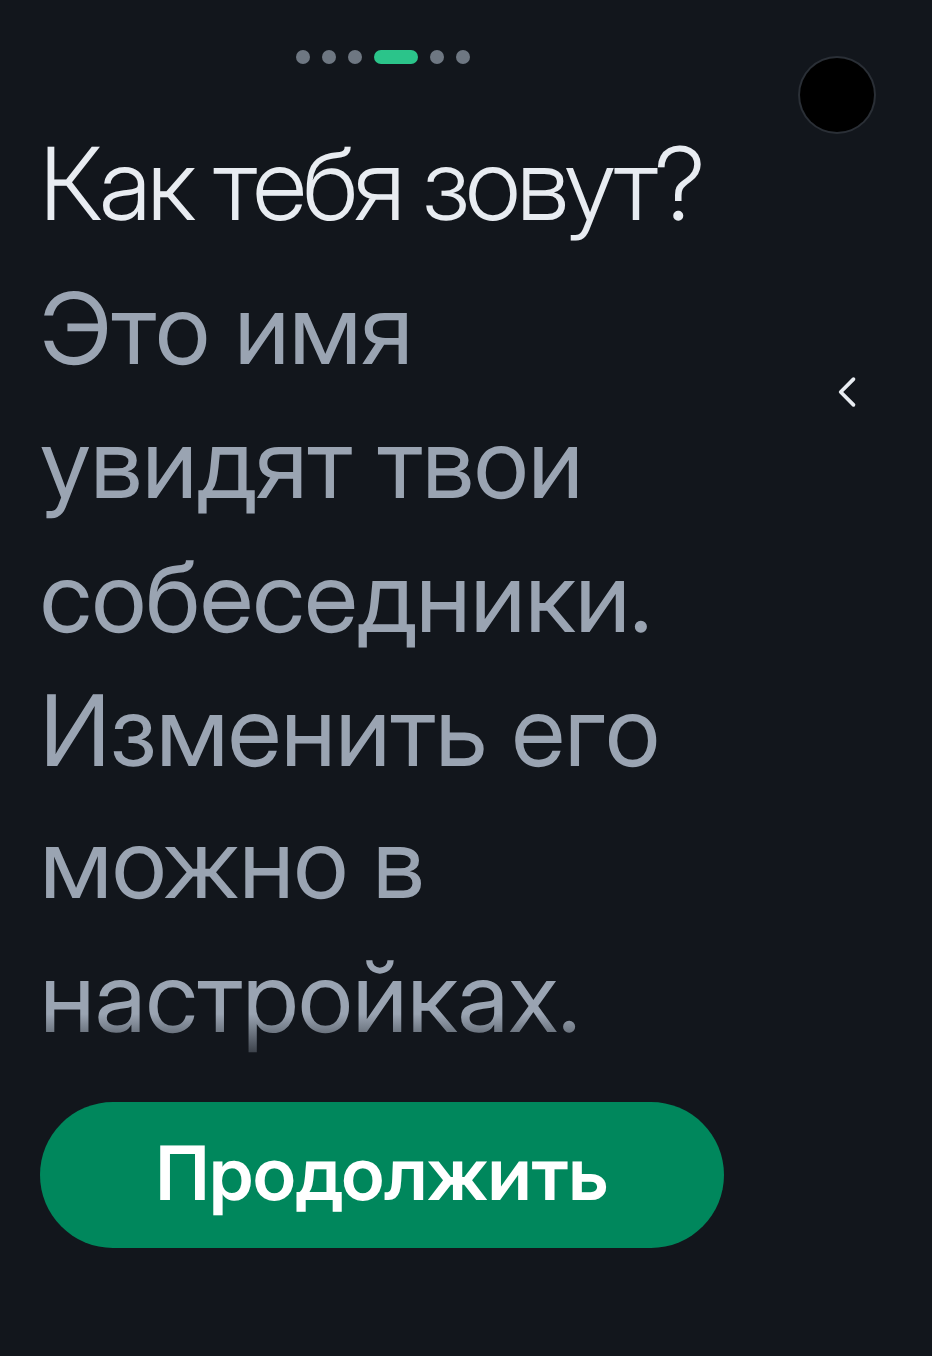 Как тебя зовут?
Это имя
увидят твои
собеседники.
Изменить его
можно в
настройках.
Продолжить